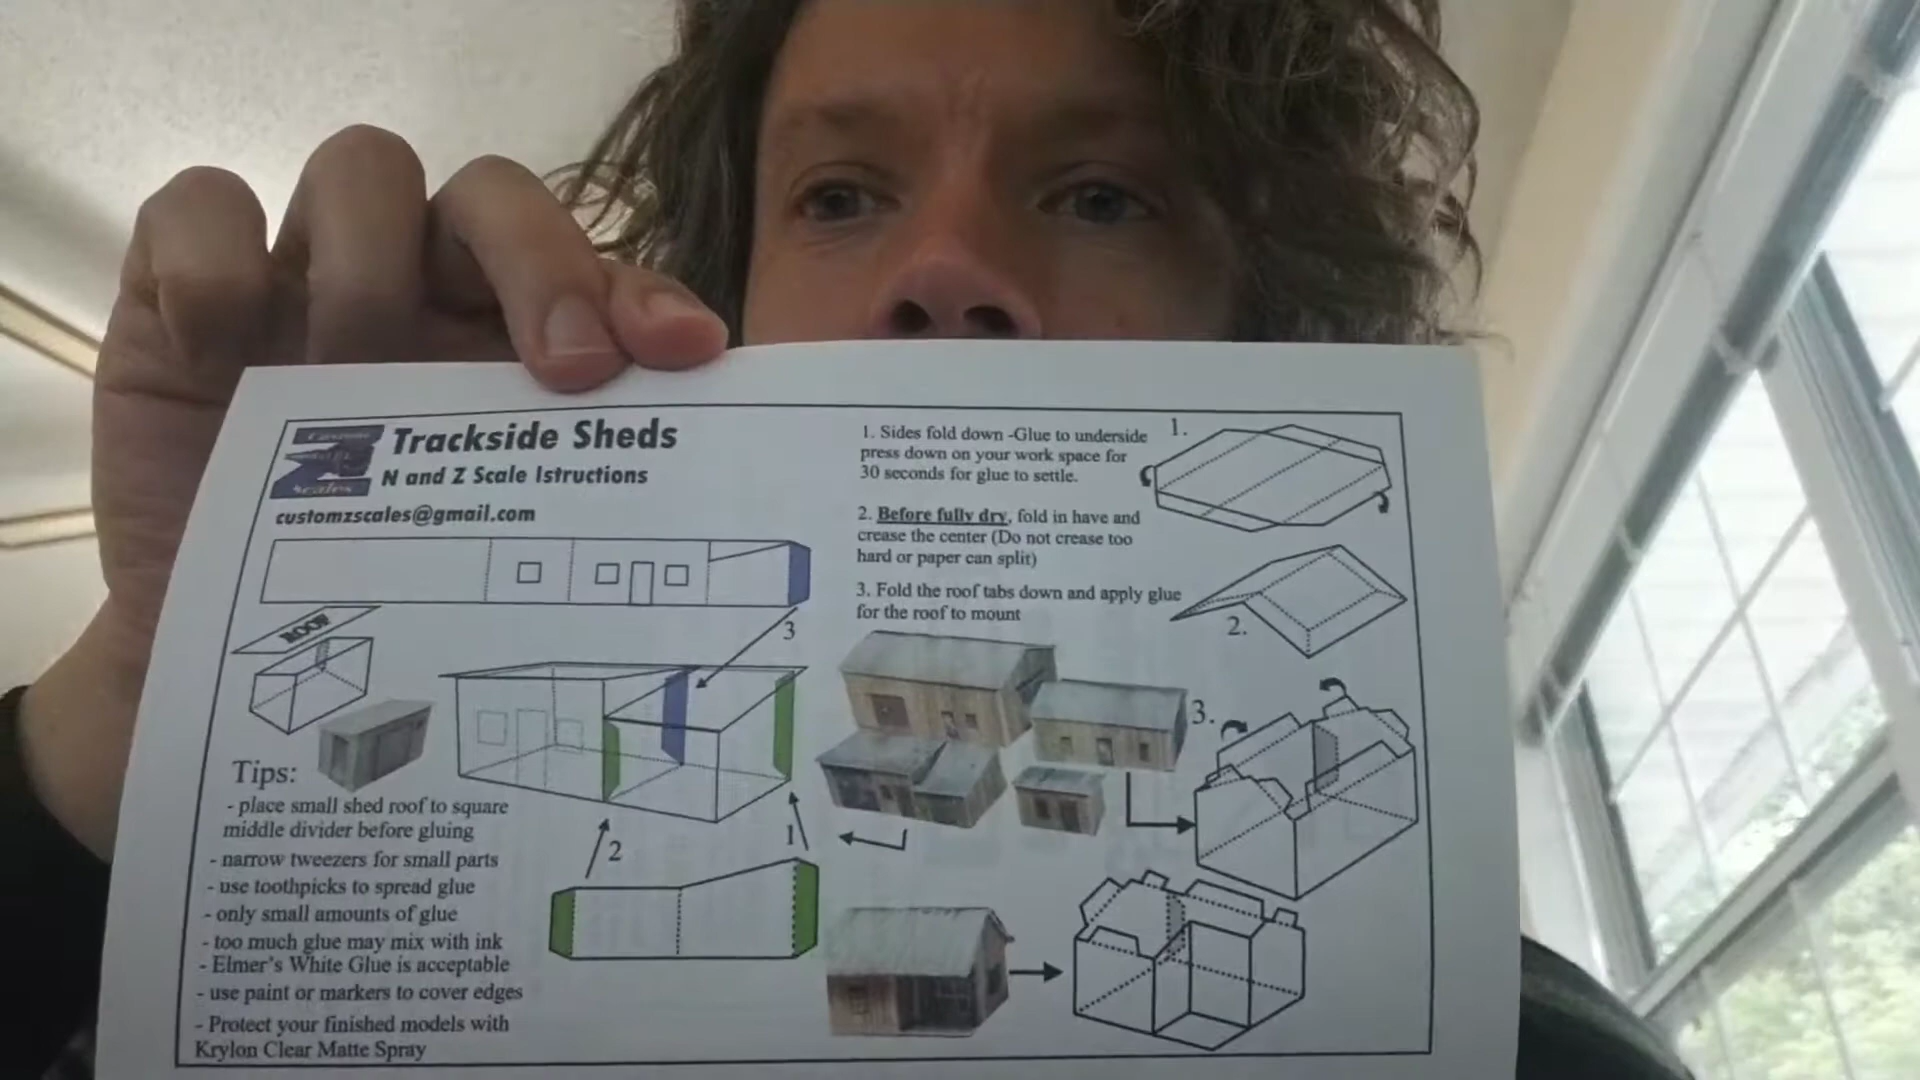 Trackside Sheds
N and Z Scale Istructions
customzscales@gmail.com
Z
Scales
ROOF
3
2
1
Tips:
- place small shed roof to square
middle divider before gluing
- narrow tweezers for small parts
- use toothpicks to spread glue
- only small amounts of glue
- too much glue may mix with ink
- Elmer's White Glue is acceptable
- use paint or markers to cover edges
- Protect your finished models with
Krylon Clear Matte Spray
1. Sides fold down -Glue to underside
press down on your work space for
30 seconds for glue to settle.
2. Before fully dry, fold in have and
crease the center (Do not crease too
hard or paper can split)
3. Fold the roof tabs down and apply glue
for the roof to mount
1.
2.
3.